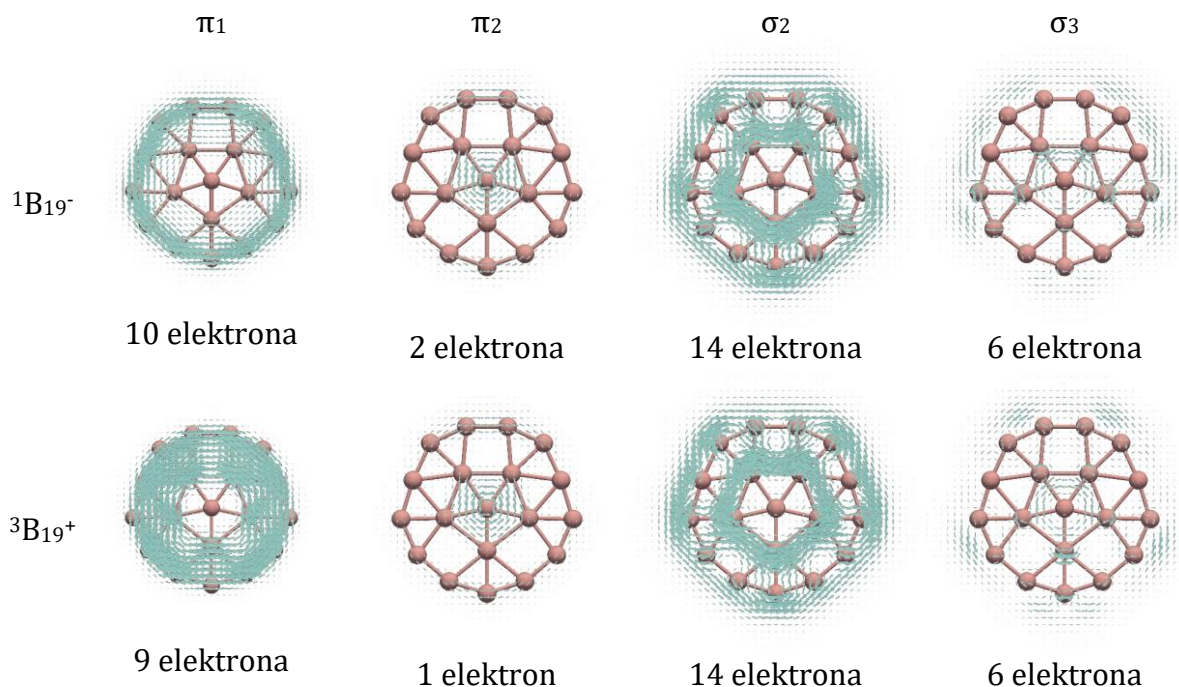 π₁ π₂ σ₂ σ₃
¹B₁₉⁻
10 elektrona 2 elektrona 14 elektrona 6 elektrona
³B₁₉⁺
9 elektrona 1 elektron 14 elektrona 6 elektrona